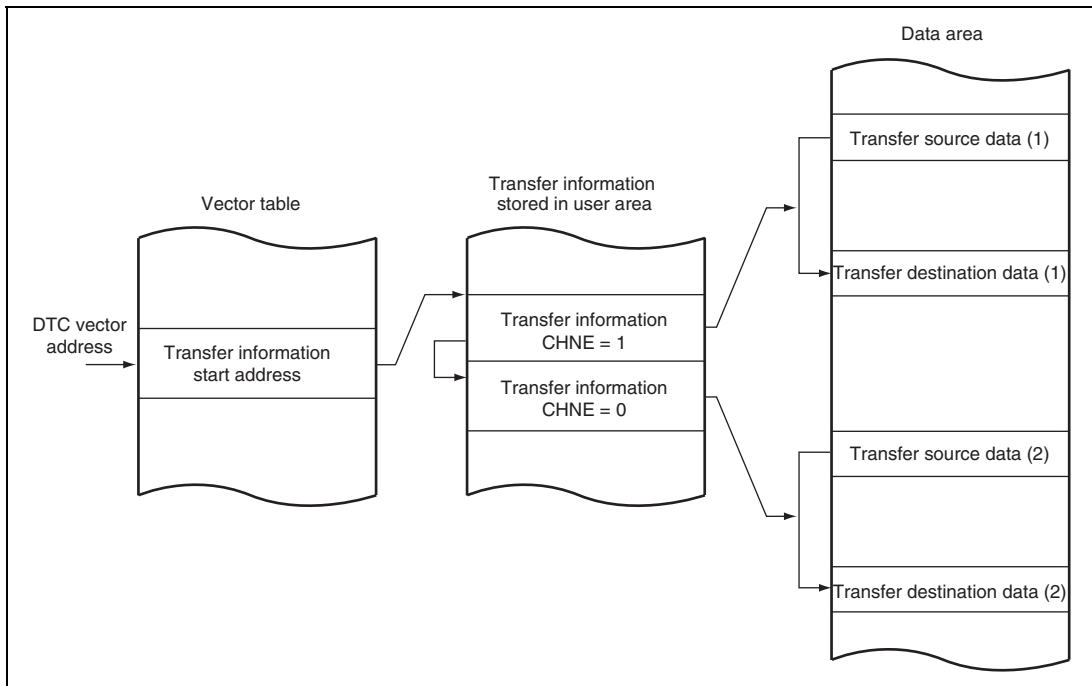 Data area
Transfer source data (1)
Transfer information
stored in user area
Vector table
Transfer destination data (1)
DTC vector
address
Transfer information
start address
Transfer information
CHNE = 1
Transfer information
CHNE = 0
Transfer source data (2)
Transfer destination data (2)